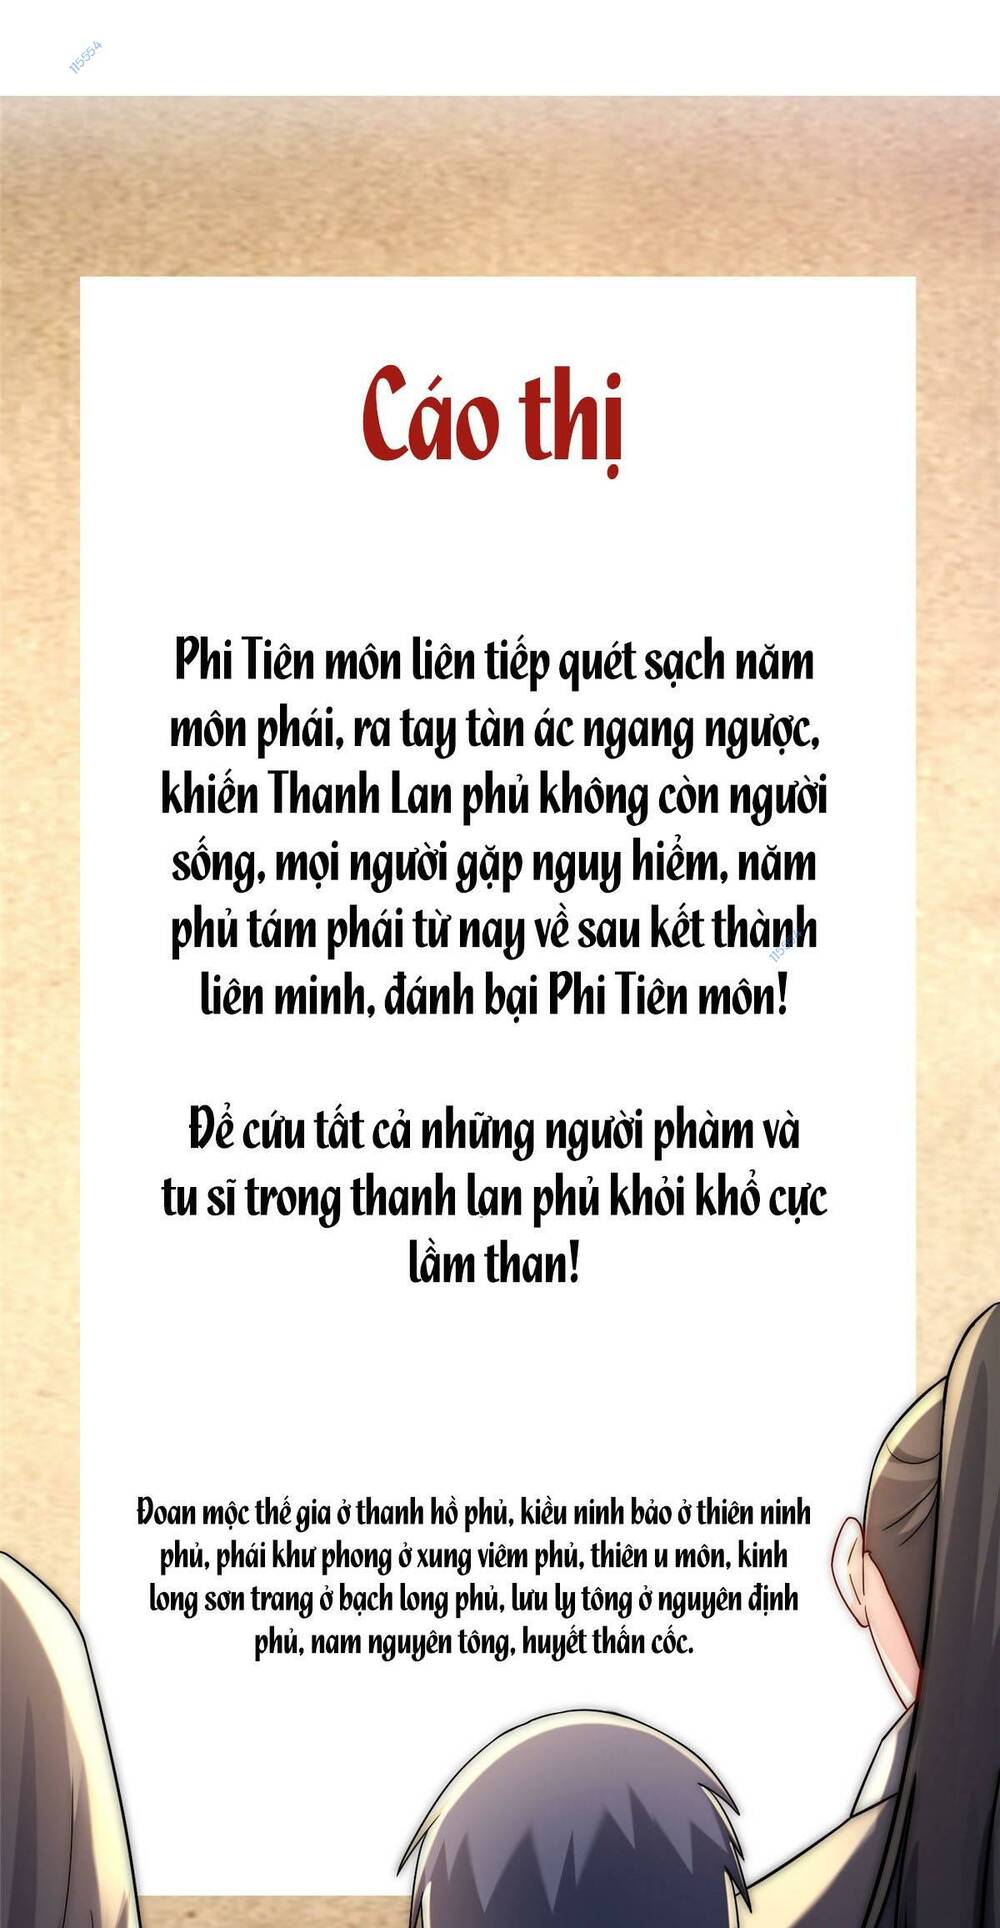 115554
Cáo thị
Phi Tiên môn liên tiếp quét sạch năm
môn phái, ra tay tàn ác ngang ngược,
khiến Thanh Lan phủ không còn người
sống, mọi người gặp nguy hiểm, năm
phủ tám phái từ nay về sau kết thành
115554
liên minh, đánh bại Phi Tiên môn!
Để cứu tất cả những người phàm và
tu sĩ trong thanh lan phủ khỏi khổ cực
lầm than!
Đoan mộc thế gia ở thanh hồ phủ, kiều ninh bảo ở thiên ninh
phủ, phái khư phong ở xung viêm phủ, thiên u môn, kinh
long sơn trang ở bạch long phủ, lưu ly tông ở nguyên định
phủ, nam nguyên tông, huyết thấn cốc.